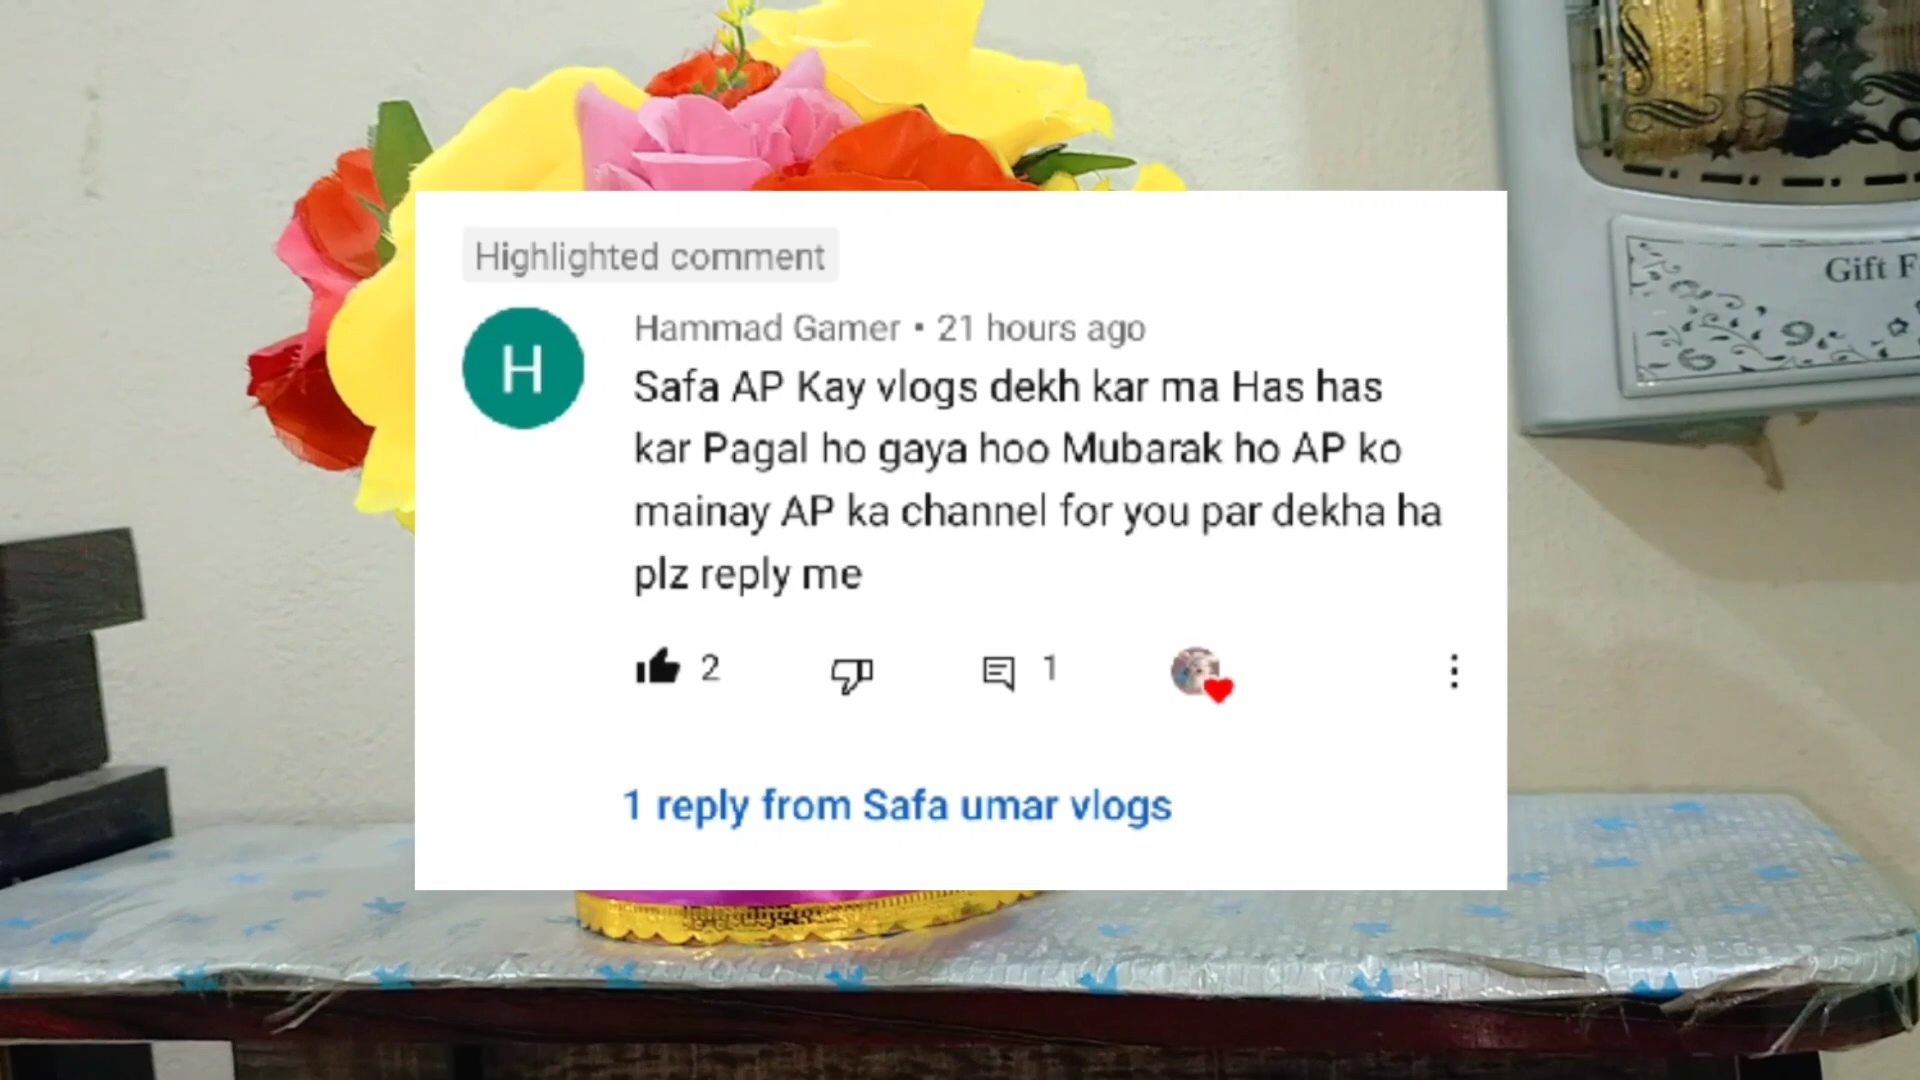 Gift F
Highlighted comment
Hammad Gamer • 21 hours ago
Safa AP Kay vlogs dekh kar ma Has has
kar Pagal ho gaya hoo Mubarak ho AP ko
mainay AP ka channel for you par dekha ha
plz reply me
2
1
1 reply from Safa umar vlogs